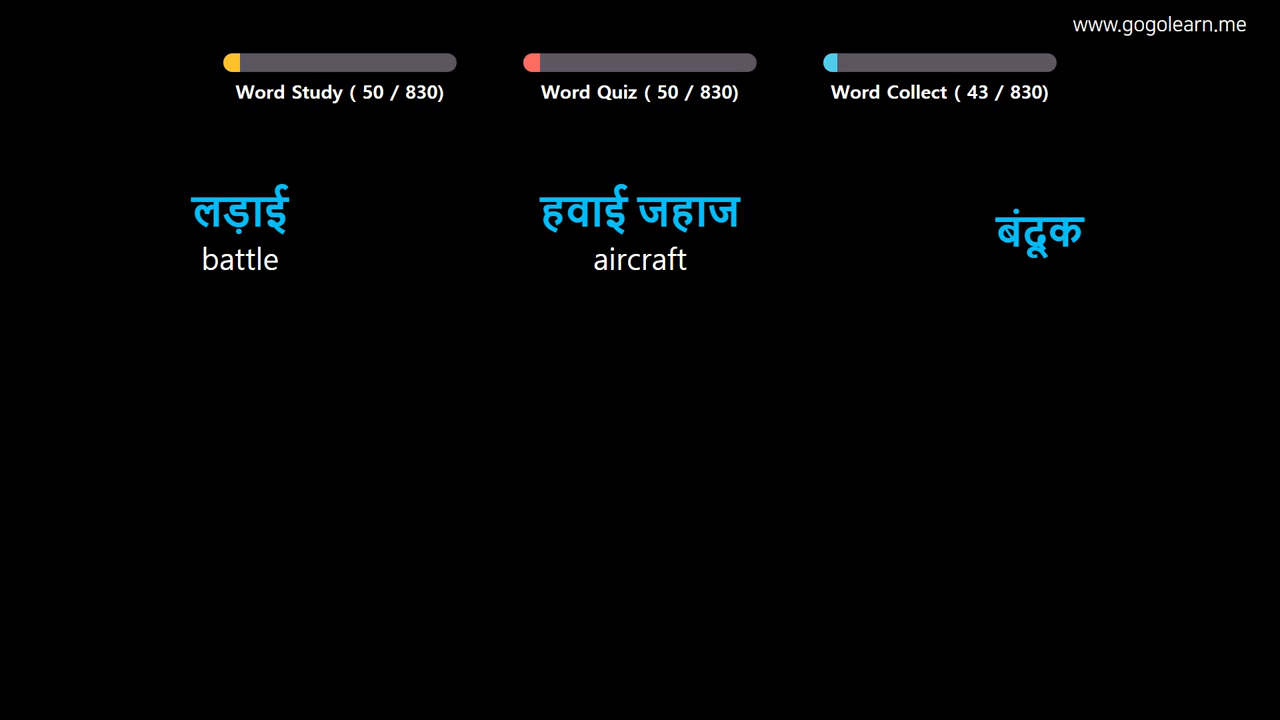 www.gogolearn.me
Word Study ( 50 / 830)
Word Quiz ( 50 / 830)
Word Collect ( 43 / 830)
लड़ाई
battle
हवाई जहाज
aircraft
बंदूक